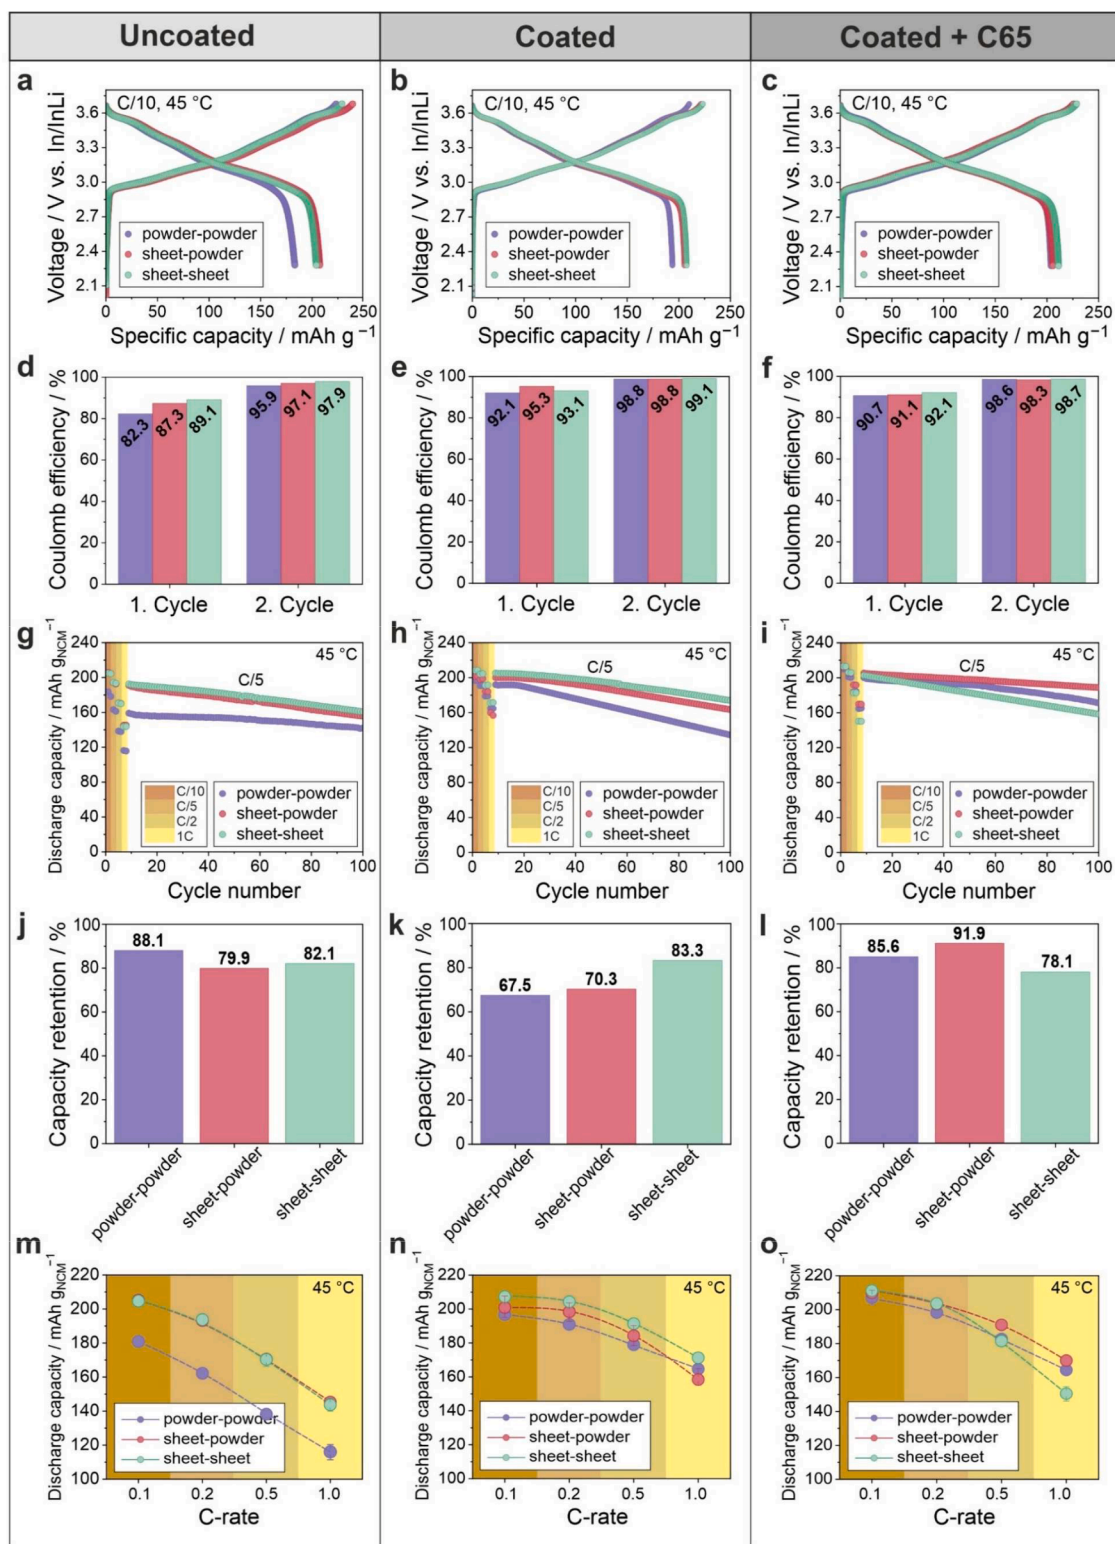 Uncoated
Coated
Coated + C65
a
C/10, 45 °C
Voltage / V vs. In/InLi
3.6
3.3
3.0
2.7
2.4
2.1
powder-powder
sheet-powder
sheet-sheet
0 50 100 150 200 250
Specific capacity / mAh g⁻¹
b
C/10, 45 °C
Voltage / V vs. In/InLi
3.6
3.3
3.0
2.7
2.4
2.1
powder-powder
sheet-powder
sheet-sheet
0 50 100 150 200 250
Specific capacity / mAh g⁻¹
c
C/10, 45 °C
Voltage / V vs. In/InLi
3.6
3.3
3.0
2.7
2.4
2.1
powder-powder
sheet-powder
sheet-sheet
0 50 100 150 200 250
Specific capacity / mAh g⁻¹
d
Coulomb efficiency / %
100
80
60
40
20
0
82.3 87.3 89.1 95.9 97.1 97.9
1. Cycle 2. Cycle
e
Coulomb efficiency / %
100
80
60
40
20
0
92.1 95.3 93.1 98.8 98.8 99.1
1. Cycle 2. Cycle
f
Coulomb efficiency / %
100
80
60
40
20
0
90.7 91.1 92.1 98.6 98.3 98.7
1. Cycle 2. Cycle
g
Discharge capacity / mAh gNCM⁻¹
240
200
160
120
80
40
0
45 °C
C/5
C/10
C/5
C/2
1C
powder-powder
sheet-powder
sheet-sheet
0 20 40 60 80 100
Cycle number
h
Discharge capacity / mAh gNCM⁻¹
240
200
160
120
80
40
0
45 °C
C/5
C/10
C/5
C/2
1C
powder-powder
sheet-powder
sheet-sheet
0 20 40 60 80 100
Cycle number
i
Discharge capacity / mAh gNCM⁻¹
240
200
160
120
80
40
0
45 °C
C/5
C/10
C/5
C/2
1C
powder-powder
sheet-powder
sheet-sheet
0 20 40 60 80 100
Cycle number
j
Capacity retention / %
100
80
60
40
20
0
88.1 79.9 82.1
powder-powder
sheet-powder
sheet-sheet
k
Capacity retention / %
100
80
60
40
20
0
67.5 70.3 83.3
powder-powder
sheet-powder
sheet-sheet
l
Capacity retention / %
100
80
60
40
20
0
85.6 91.9 78.1
powder-powder
sheet-powder
sheet-sheet
m
Discharge capacity / mAh gNCM⁻¹
220
200
180
160
140
120
100
45 °C
powder-powder
sheet-powder
sheet-sheet
0.1 0.2 0.5 1.0
C-rate
n
Discharge capacity / mAh gNCM⁻¹
220
200
180
160
140
120
100
45 °C
powder-powder
sheet-powder
sheet-sheet
0.1 0.2 0.5 1.0
C-rate
o
Discharge capacity / mAh gNCM⁻¹
220
200
180
160
140
120
100
45 °C
powder-powder
sheet-powder
sheet-sheet
0.1 0.2 0.5 1.0
C-rate